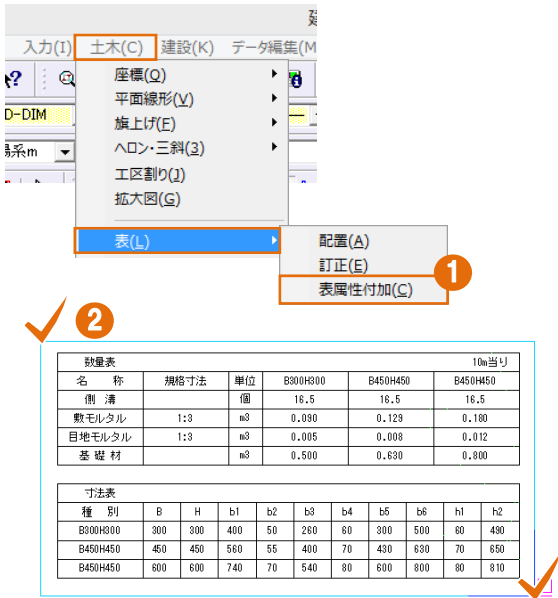 入力(I) 土木(C) 建設(K) データ編集(M
座標(O)
D-DIM
平面線形(V)
旗上げ(F)
系m
ヘロン・三斜(3)
工区割り(J)
拡大図(G)
表(L)
配置(A)
訂正(E)
1
表属性付加(C)
2
数量表 10m当り
名 称 規格寸法 単位 B300H300 B450H450 B450H450
側 溝 個 16.5 16.5 16.5
敷モルタル 1:3 m3 0.090 0.129 0.180
目地モルタル 1:3 m3 0.005 0.008 0.012
基 礎 材 m3 0.500 0.630 0.800
寸法表
種 別 B H b1 b2 b3 b4 b5 b6 h1 h2
B300H300 300 300 400 50 260 60 300 500 60 490
B450H450 450 450 560 55 400 70 430 630 70 650
B450H450 600 600 740 70 540 80 600 800 80 810